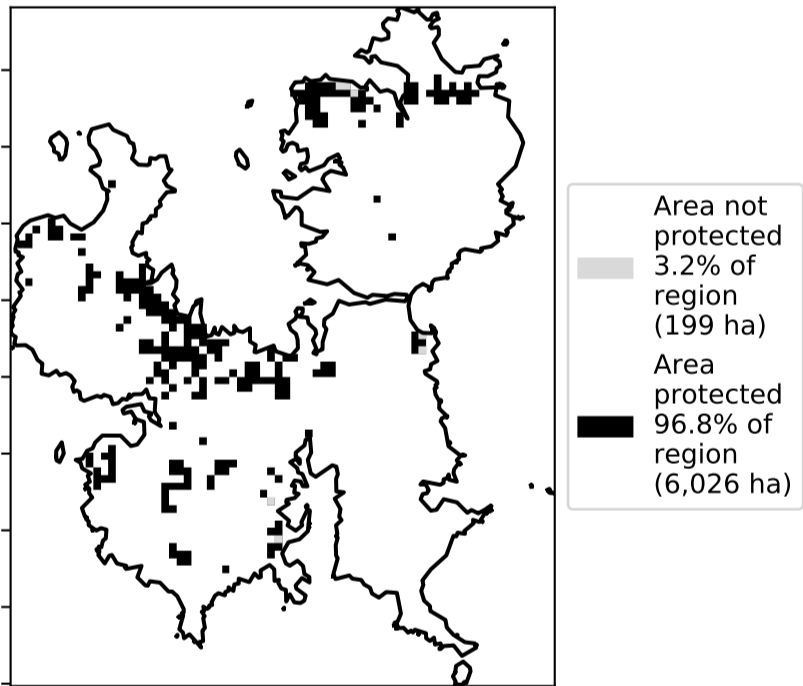 Area not
protected
3.2% of
region
(199 ha)
Area
protected
96.8% of
region
(6,026 ha)